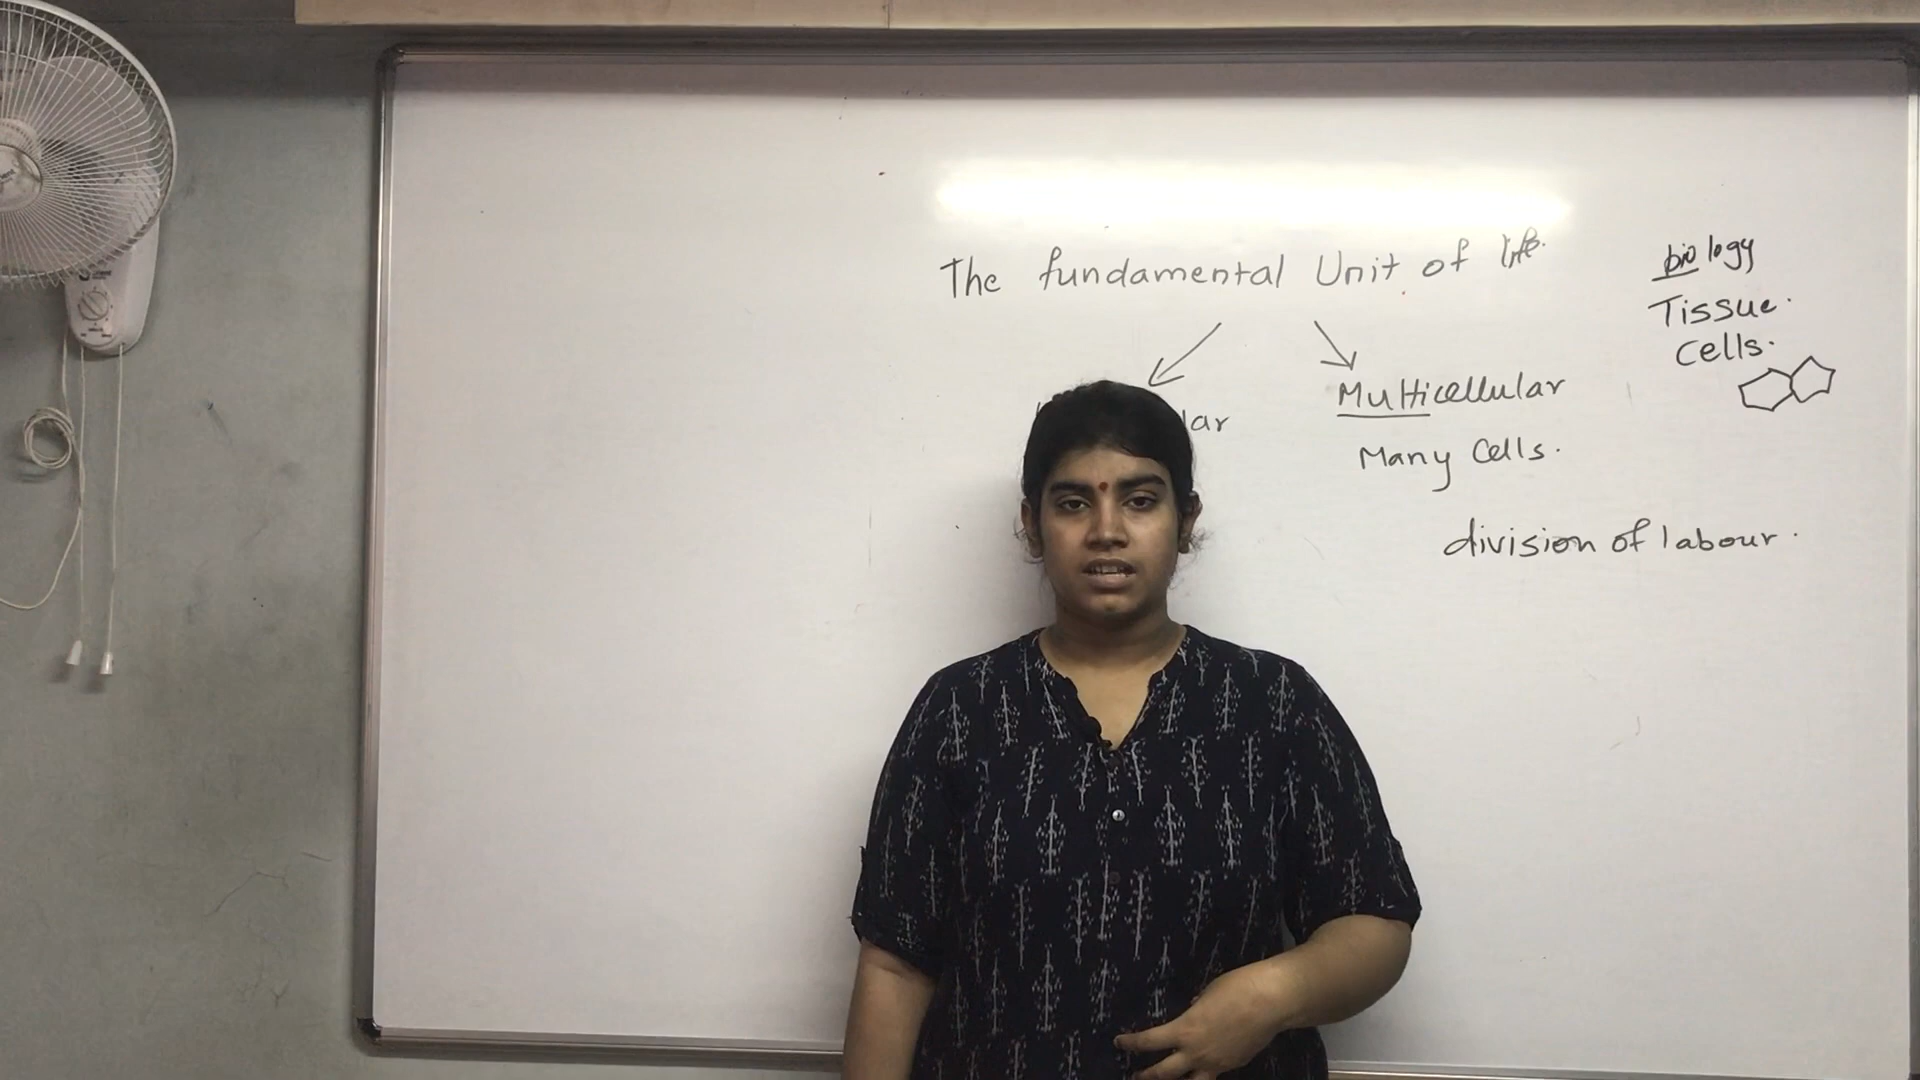 The fundamental Unit of life.
lar
Multicellular
Many Cells.
division of labour.
biology
Tissue.
Cells.